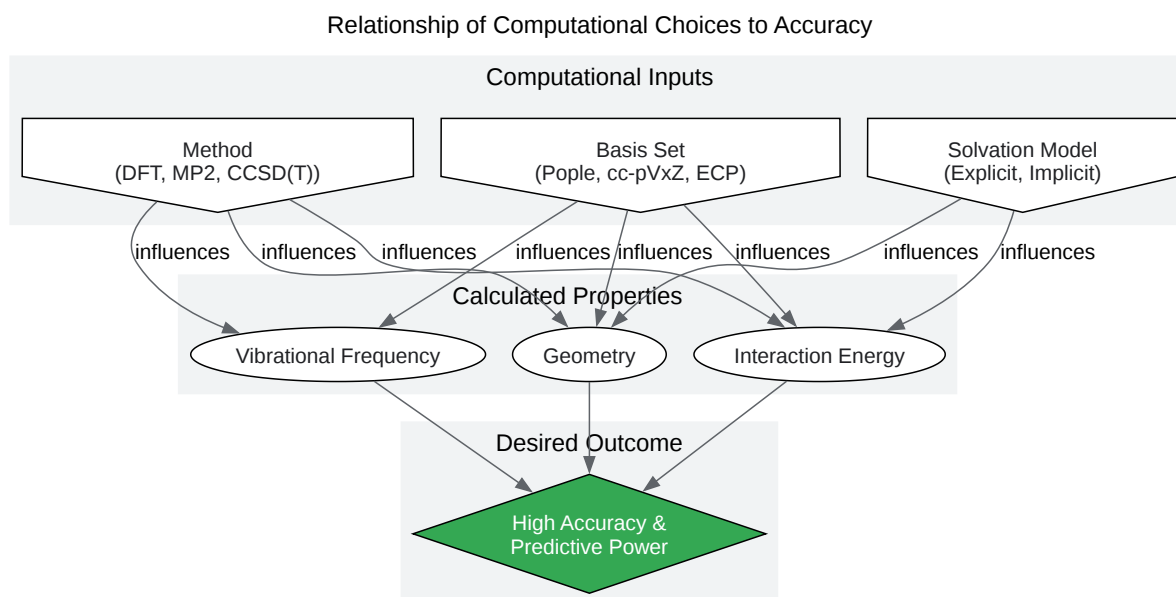 Relationship of Computational Choices to Accuracy
Computational Inputs
Method
(DFT, MP2, CCSD(T))
Basis Set
(Pople, cc-pVxZ, ECP)
Solvation Model
(Explicit, Implicit)
influences
influences
influences
influences
influences
influences
influences
influences
Calculated Properties
Vibrational Frequency
Geometry
Interaction Energy
Desired Outcome
High Accuracy &
Predictive Power